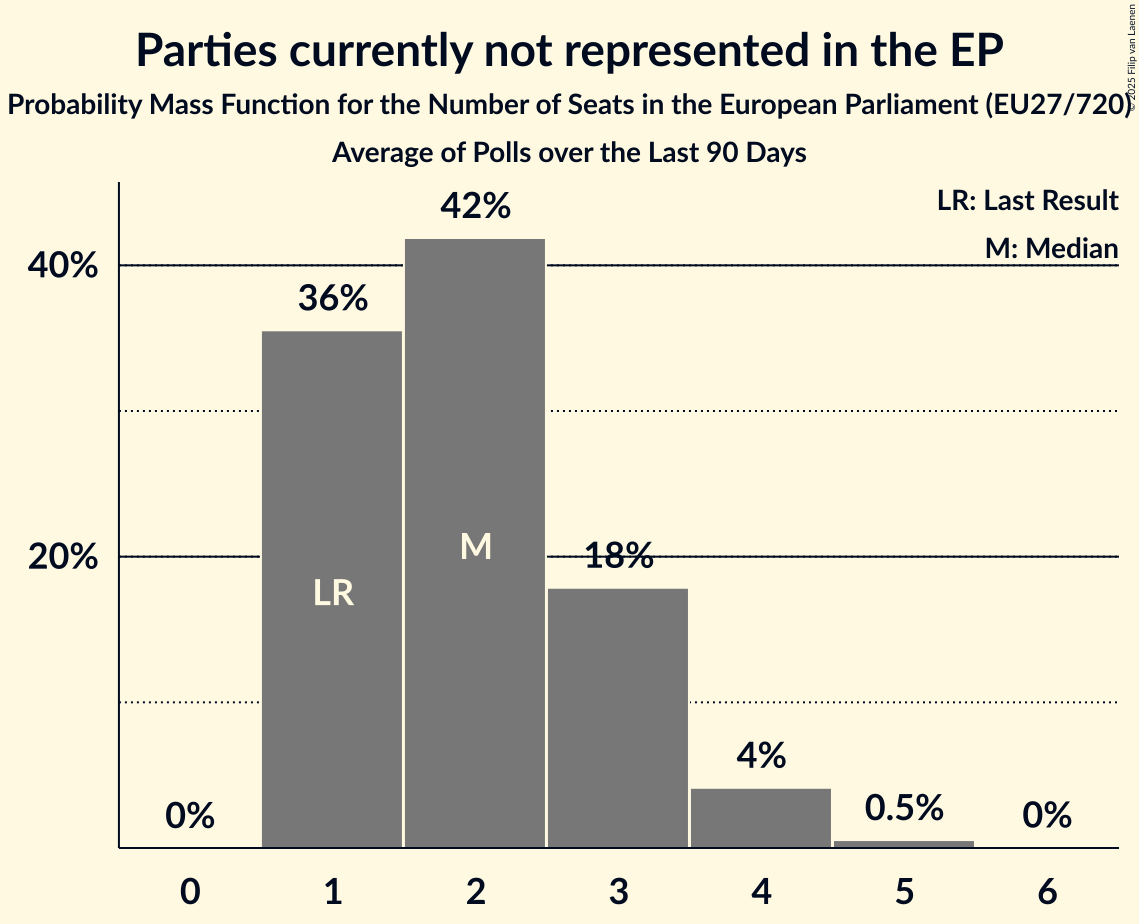 Parties currently not represented in the EP
Probability Mass Function for the Number of Seats in the European Parliament (EU27/720)
Average of Polls over the Last 90 Days
© 2025 Filip van Laenen
LR: Last Result
M: Median
42%
40%
36%
M
20%
18%
LR
4%
0%
0.5%
0%
0 1 2 3 4 5 6